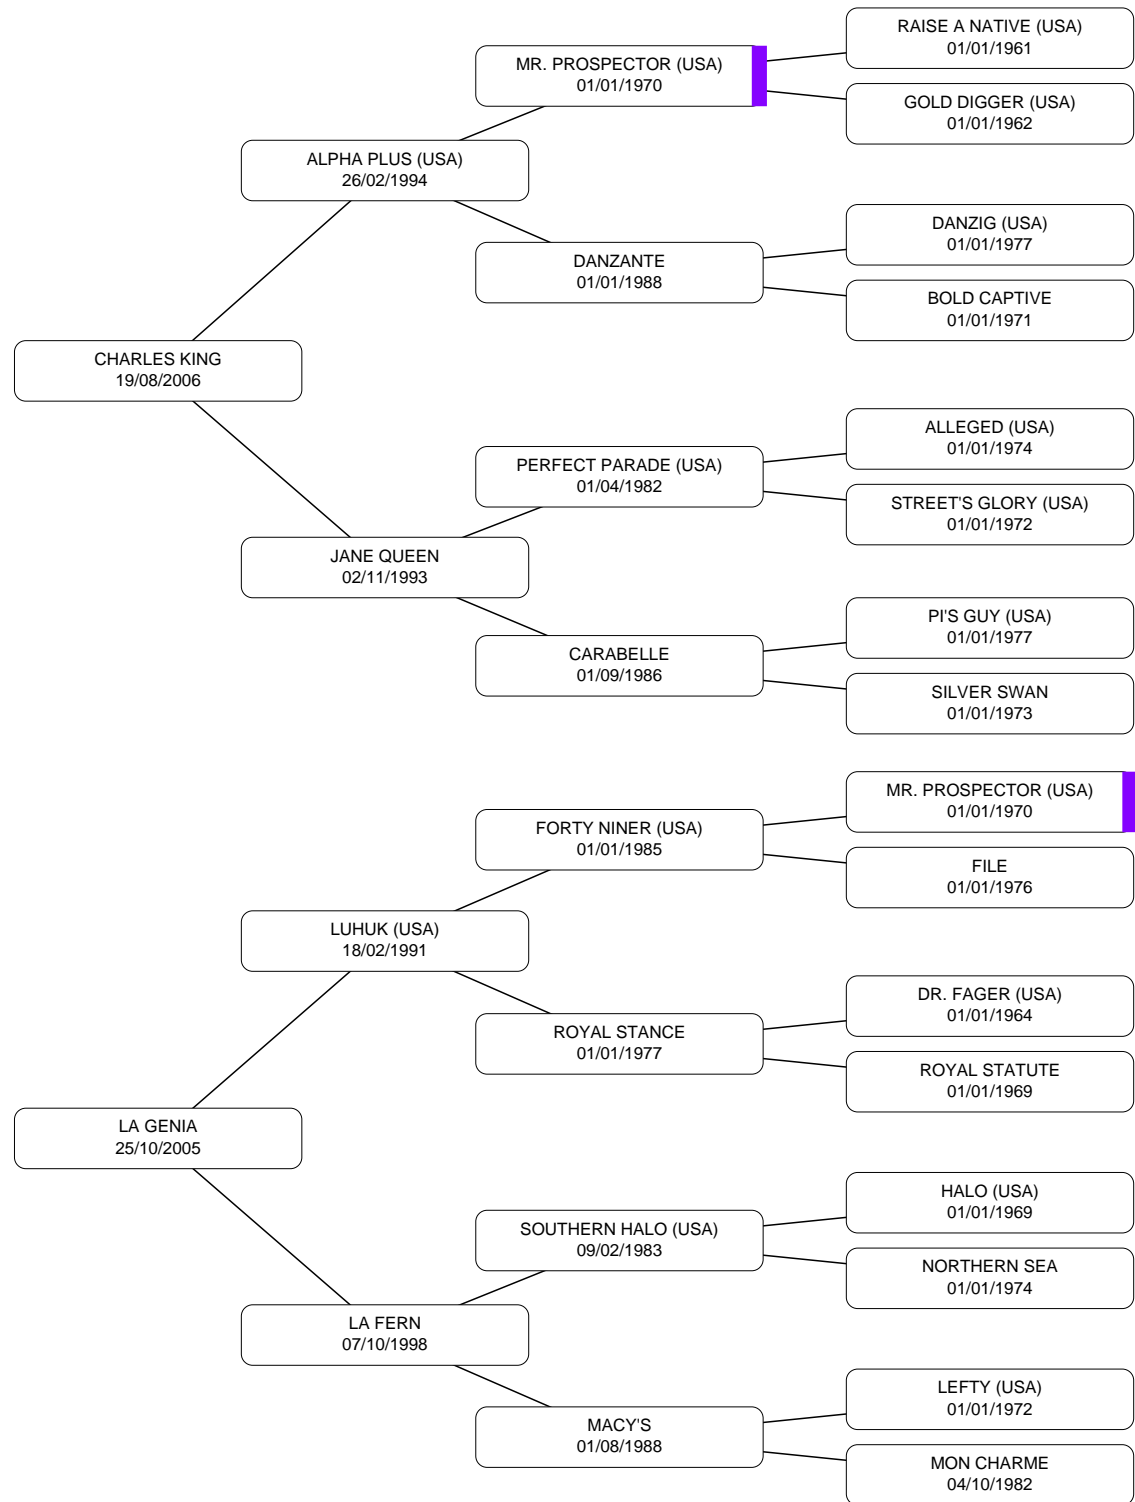 RAISE A NATIVE (USA)
01/01/1961
MR. PROSPECTOR (USA)
01/01/1970
GOLD DIGGER (USA)
01/01/1962
ALPHA PLUS (USA)
26/02/1994
DANZIG (USA)
01/01/1977
DANZANTE
01/01/1988
BOLD CAPTIVE
01/01/1971
CHARLES KING
19/08/2006
ALLEGED (USA)
01/01/1974
PERFECT PARADE (USA)
01/04/1982
STREET'S GLORY (USA)
01/01/1972
JANE QUEEN
02/11/1993
PI'S GUY (USA)
01/01/1977
CARABELLE
01/09/1986
SILVER SWAN
01/01/1973
MR. PROSPECTOR (USA)
01/01/1970
FORTY NINER (USA)
01/01/1985
FILE
01/01/1976
LUHUK (USA)
18/02/1991
DR. FAGER (USA)
01/01/1964
ROYAL STANCE
01/01/1977
ROYAL STATUTE
01/01/1969
LA GENIA
25/10/2005
HALO (USA)
01/01/1969
SOUTHERN HALO (USA)
09/02/1983
NORTHERN SEA
01/01/1974
LA FERN
07/10/1998
LEFTY (USA)
01/01/1972
MACY'S
01/08/1988
MON CHARME
04/10/1982